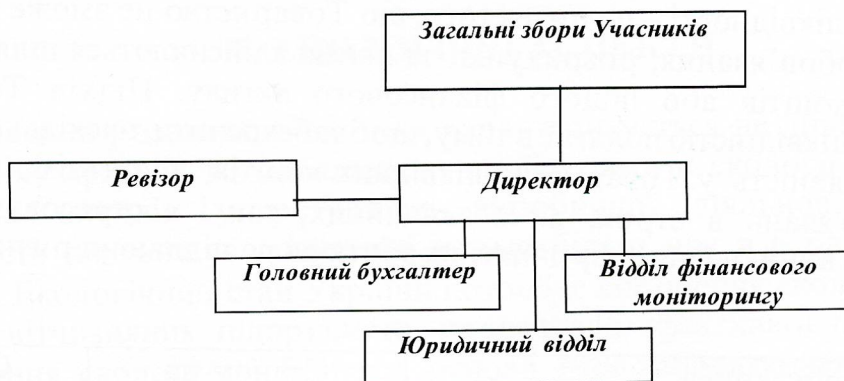 Загальні збори Учасників
Ревізор
Директор
Головний бухгалтер
Відділ фінансового
моніторингу
Юридичний відділ